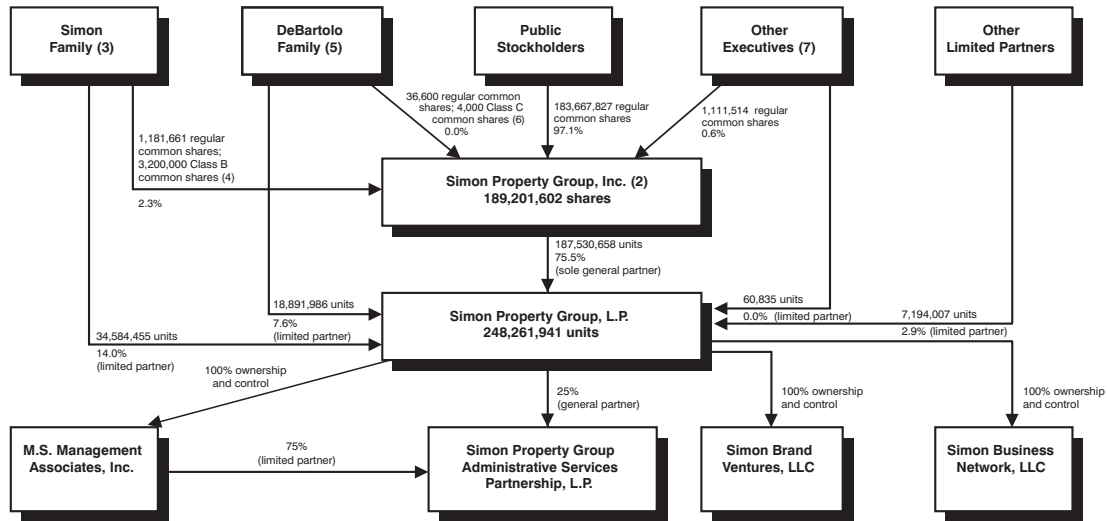 Simon
Family (3)
DeBartolo
Family (5)
Public
Stockholders
Other
Executives (7)
Other
Limited Partners
1,181,661 regular
common shares;
3,200,000 Class B
common shares (4)
2.3%
36,600 regular common
shares; 4,000 Class C
common shares (6)
0.0%
183,667,827 regular
common shares
97.1%
1,111,514 regular
common shares
0.6%
Simon Property Group, Inc. (2)
189,201,602 shares
187,530,658 units
75.5%
(sole general partner)
34,584,455 units
14.0%
(limited partner)
18,891,986 units
7.6%
(limited partner)
Simon Property Group, L.P.
248,261,941 units
60,835 units
0.0% (limited partner)
7,194,007 units
2.9% (limited partner)
100% ownership
and control
25%
(general partner)
100% ownership
and control
100% ownership
and control
M.S. Management
Associates, Inc.
75%
(limited partner)
Simon Property Group
Administrative Services
Partnership, L.P.
Simon Brand
Ventures, LLC
Simon Business
Network, LLC